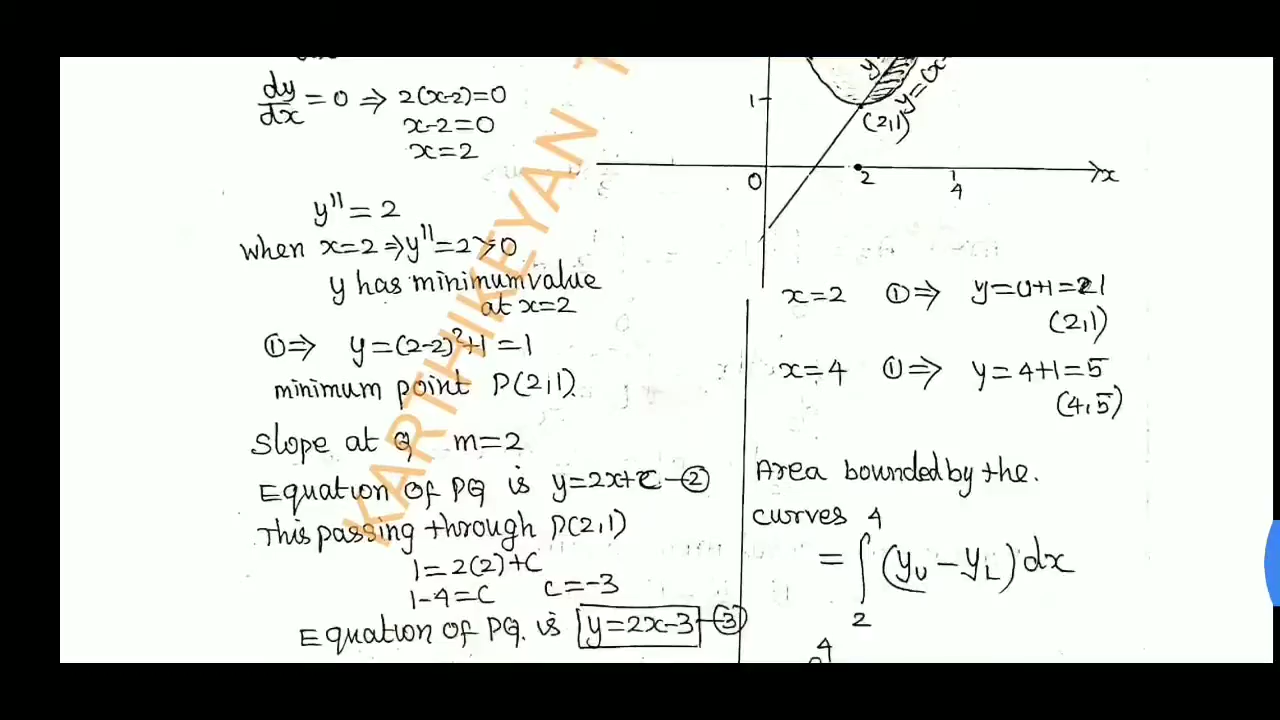 dy/dx = 0 ⇒ 2(x-2)=0
x-2=0
x=2
y'' = 2
when x=2 ⇒ y'' = 2 > 0
y has minimum value
at x=2
① ⇒ y=(2-2)²+1 = 1
minimum point P(2,1).
Slope at Q m=2
Equation of PQ is y=2x+c -②
This passing through P(2,1)
1=2(2)+C
1-4=C c=-3
Equation of PQ. is y=2x-3 -③
KARTHIKEYAN
1
(2,1)
0
2
4
x
x=2 ① ⇒ y=0+1=1
(2,1)
x=4 ① ⇒ y=4+1=5
(4,5)
Area bounded by the.
curves
= ∫₂⁴ (yU - yL) dx
4